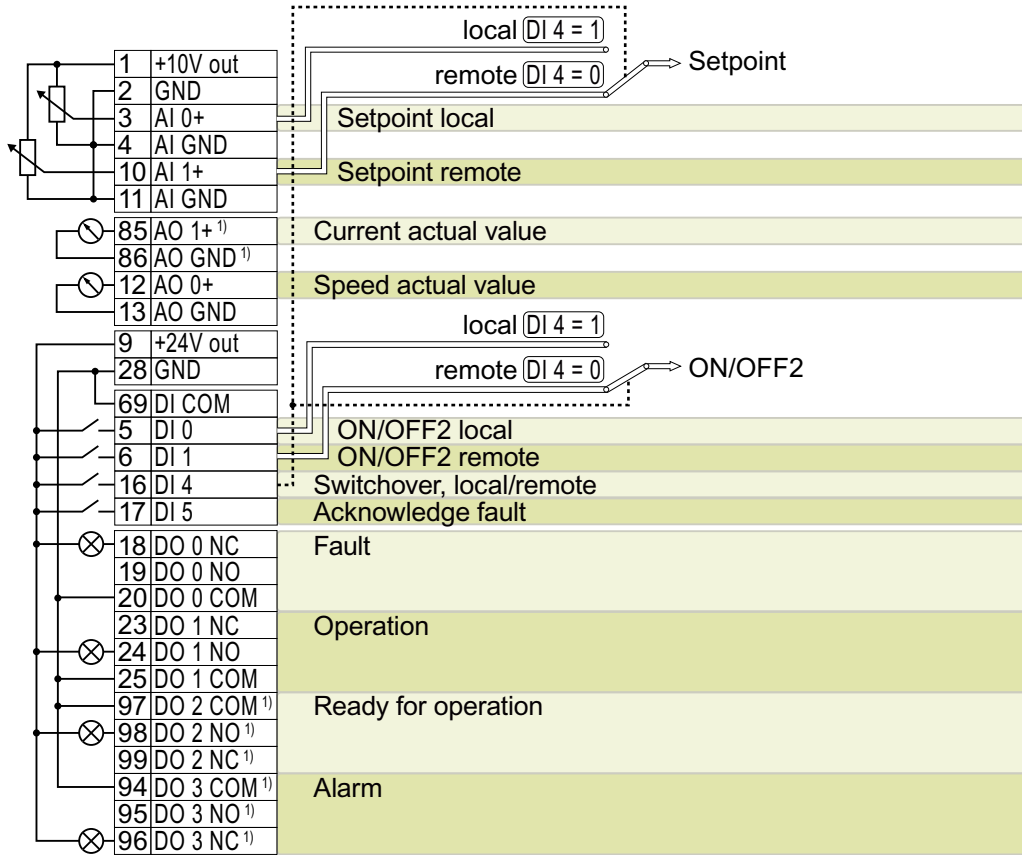 local DI 4 = 1
remote DI 4 = 0 Setpoint
1 +10V out
2 GND
3 AI 0+ Setpoint local
4 AI GND
10 AI 1+ Setpoint remote
11 AI GND
85 AO 1+ 1) Current actual value
86 AO GND 1)
12 AO 0+ Speed actual value
13 AO GND
local DI 4 = 1
9 +24V out
remote DI 4 = 0 ON/OFF2
28 GND
69 DI COM
5 DI 0 ON/OFF2 local
6 DI 1 ON/OFF2 remote
16 DI 4 Switchover, local/remote
17 DI 5 Acknowledge fault
18 DO 0 NC Fault
19 DO 0 NO
20 DO 0 COM
23 DO 1 NC Operation
24 DO 1 NO
25 DO 1 COM
97 DO 2 COM 1) Ready for operation
98 DO 2 NO 1)
99 DO 2 NC 1)
94 DO 3 COM 1) Alarm
95 DO 3 NO 1)
96 DO 3 NC 1)